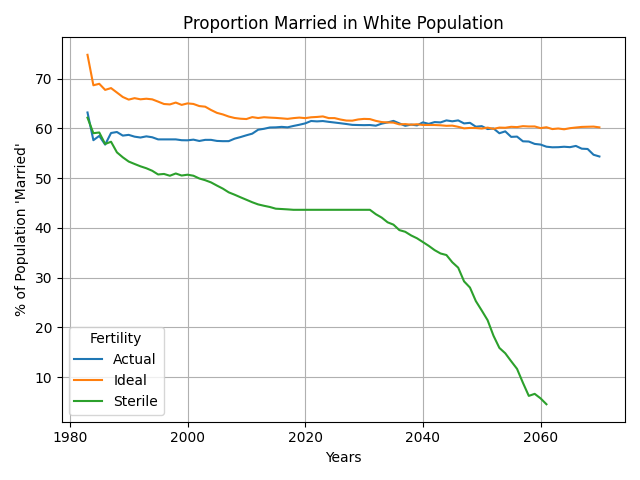 Proportion Married in White Population
% of Population 'Married'
70
60
50
40
30
20
10
Fertility
Actual
Ideal
Sterile
1980
2000
2020
2040
2060
Years